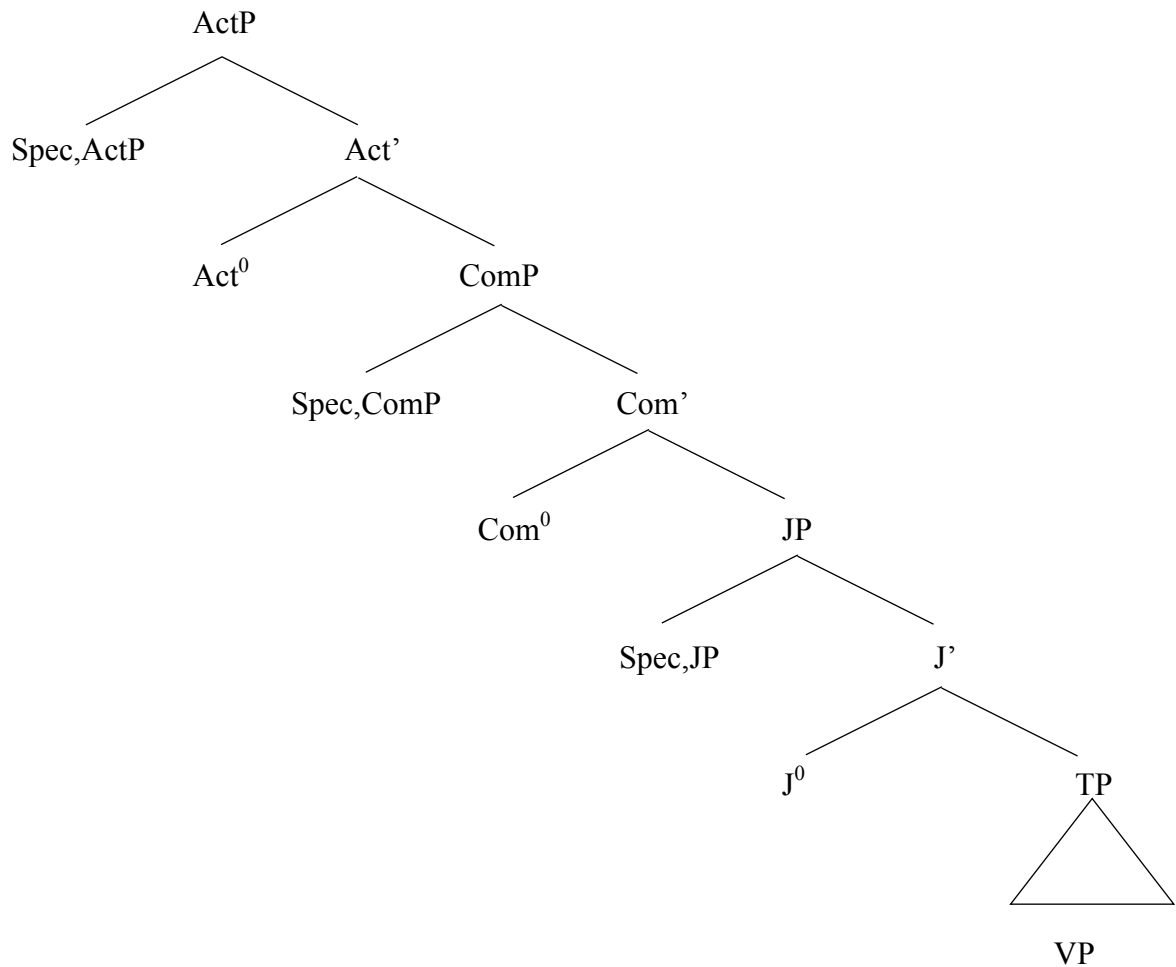 ActP
Spec,ActP Act’
Act⁰ ComP
Spec,ComP Com’
Com⁰ JP
Spec,JP J’
J⁰ TP
VP